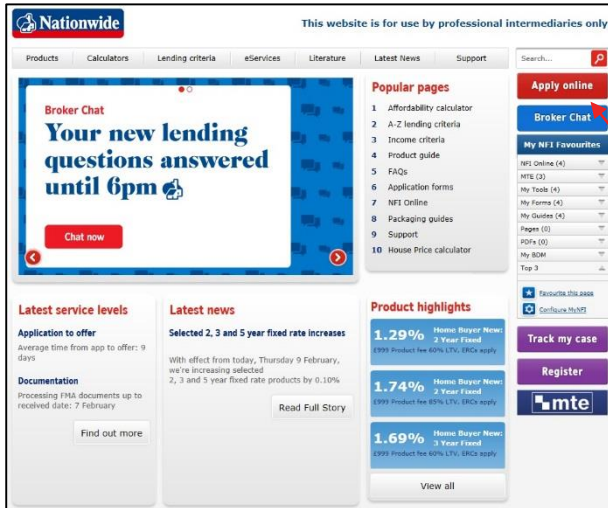 Nationwide
This website is for use by professional intermediaries only
Products Calculators Lending criteria eServices Literature Latest News Support
Search...
Broker Chat
Your new lending
questions answered
until 6pm
Chat now
Popular pages
1 Affordability calculator
2 A-Z lending criteria
3 Income criteria
4 Product guide
5 FAQs
6 Application forms
7 NFI Online
8 Packaging guides
9 Support
10 House Price calculator
Apply online
Broker Chat
My NFI Favourites
NFI Online (4)
MTE (3)
My Tools (4)
My Forms (4)
My Guides (4)
Pages (0)
PDFs (0)
My BDM
Top 3
Favourite this page
Configure MyNFI
Track my case
Register
mte
Latest service levels
Application to offer
Average time from app to offer: 9
days
Documentation
Processing FMA documents up to
received date: 7 February
Find out more
Latest news
Selected 2, 3 and 5 year fixed rate increases
With effect from today, Thursday 9 February,
we're increasing selected
2, 3 and 5 year fixed rate products by 0.10%
Read Full Story
Product highlights
1.29% Home Buyer New:
2 Year Fixed
£999 Product fee 60% LTV. ERCs apply
1.74% Home Buyer New:
2 Year Fixed
£999 Product fee 85% LTV. ERCs apply
1.69% Home Buyer New:
3 Year Fixed
£999 Product fee 60% LTV. ERCs apply
View all